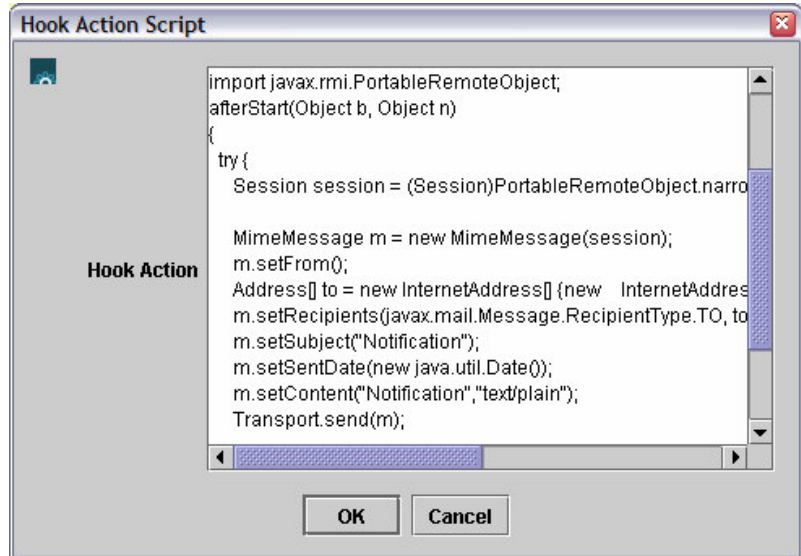 Hook Action Script
import javax.rmi.PortableRemoteObject;
afterStart(Object b, Object n)
{
try {
Session session = (Session)PortableRemoteObject.narro
MimeMessage m = new MimeMessage(session);
m.setFrom();
Hook Action
Address[] to = new InternetAddress[] {new    InternetAddres
m.setRecipients(javax.mail.Message.RecipientType.TO, to
m.setSubject("Notification");
m.setSentDate(new java.util.Date());
m.setContent("Notification","text/plain");
Transport.send(m);
OK Cancel